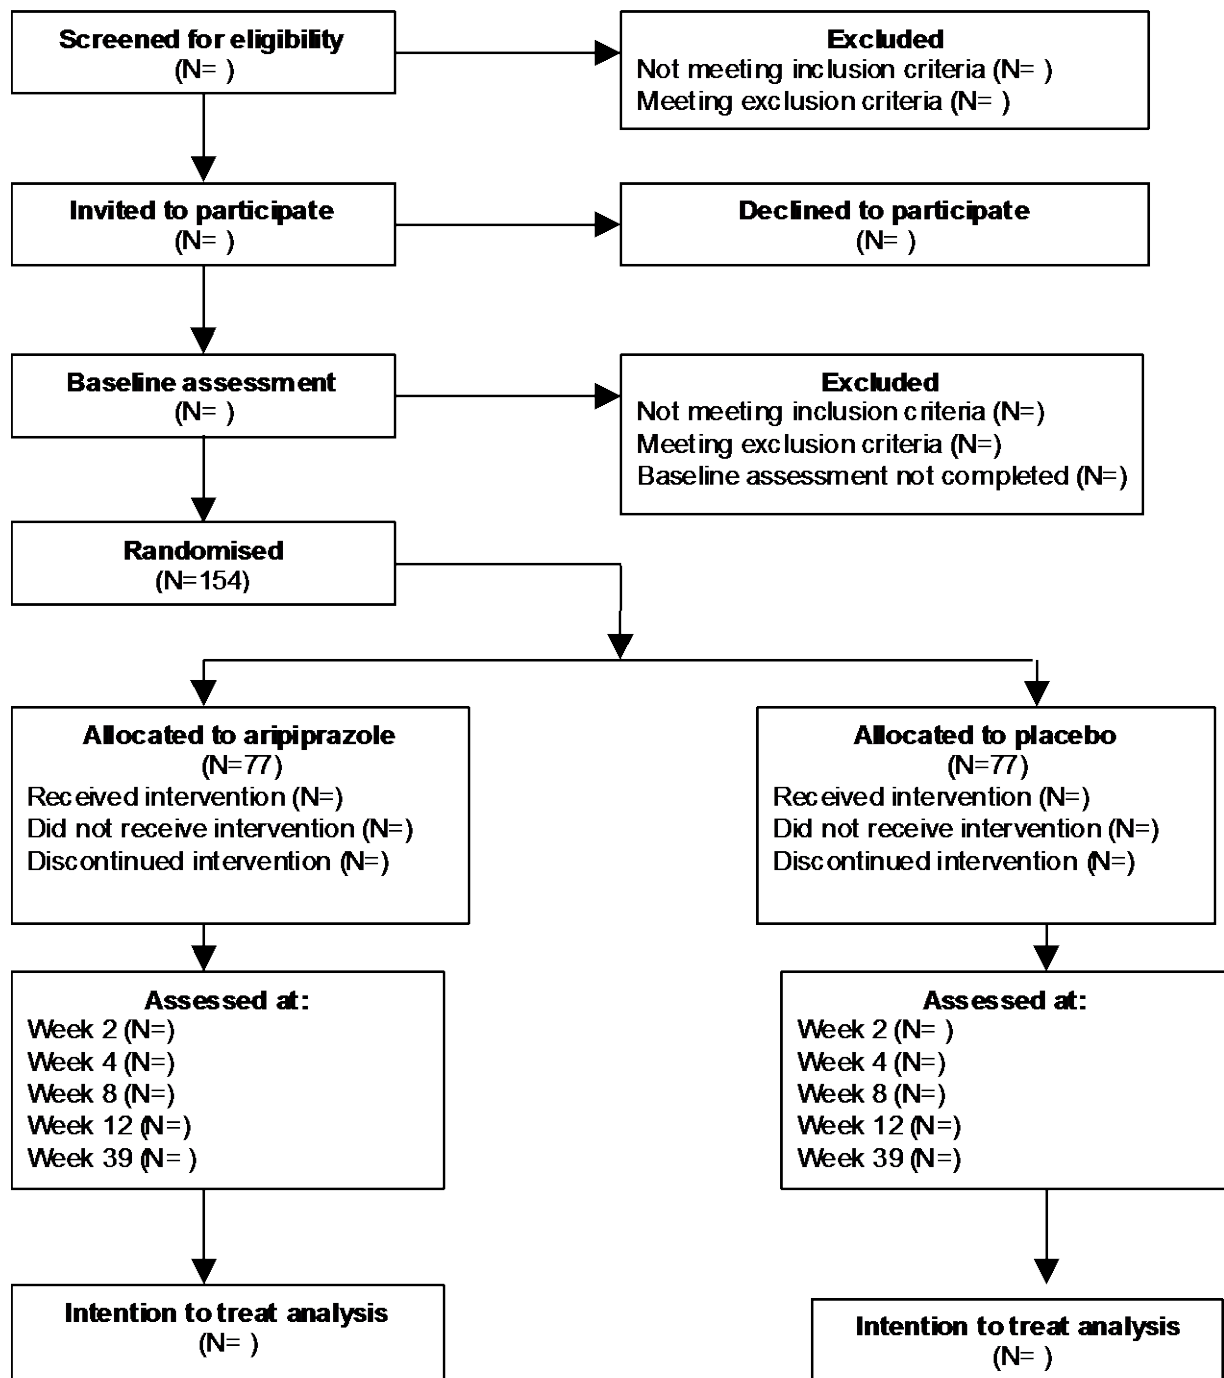 Screened for eligibility
(N= )
Excluded
Not meeting inclusion criteria (N= )
Meeting exclusion criteria (N= )
Invited to participate
(N= )
Declined to participate
(N= )
Baseline assessment
(N= )
Excluded
Not meeting inclusion criteria (N=)
Meeting exclusion criteria (N=)
Baseline assessment not completed (N=)
Randomised
(N=154)
Allocated to aripiprazole
(N=77)
Received intervention (N=)
Did not receive intervention (N=)
Discontinued intervention (N=)
Allocated to placebo
(N=77)
Received intervention (N=)
Did not receive intervention (N=)
Discontinued intervention (N=)
Assessed at:
Week 2 (N=)
Week 4 (N=)
Week 8 (N=)
Week 12 (N=)
Week 39 (N= )
Assessed at:
Week 2 (N= )
Week 4 (N=)
Week 8 (N=)
Week 12 (N=)
Week 39 (N=)
Intention to treat analysis
(N= )
Intention to treat analysis
(N= )